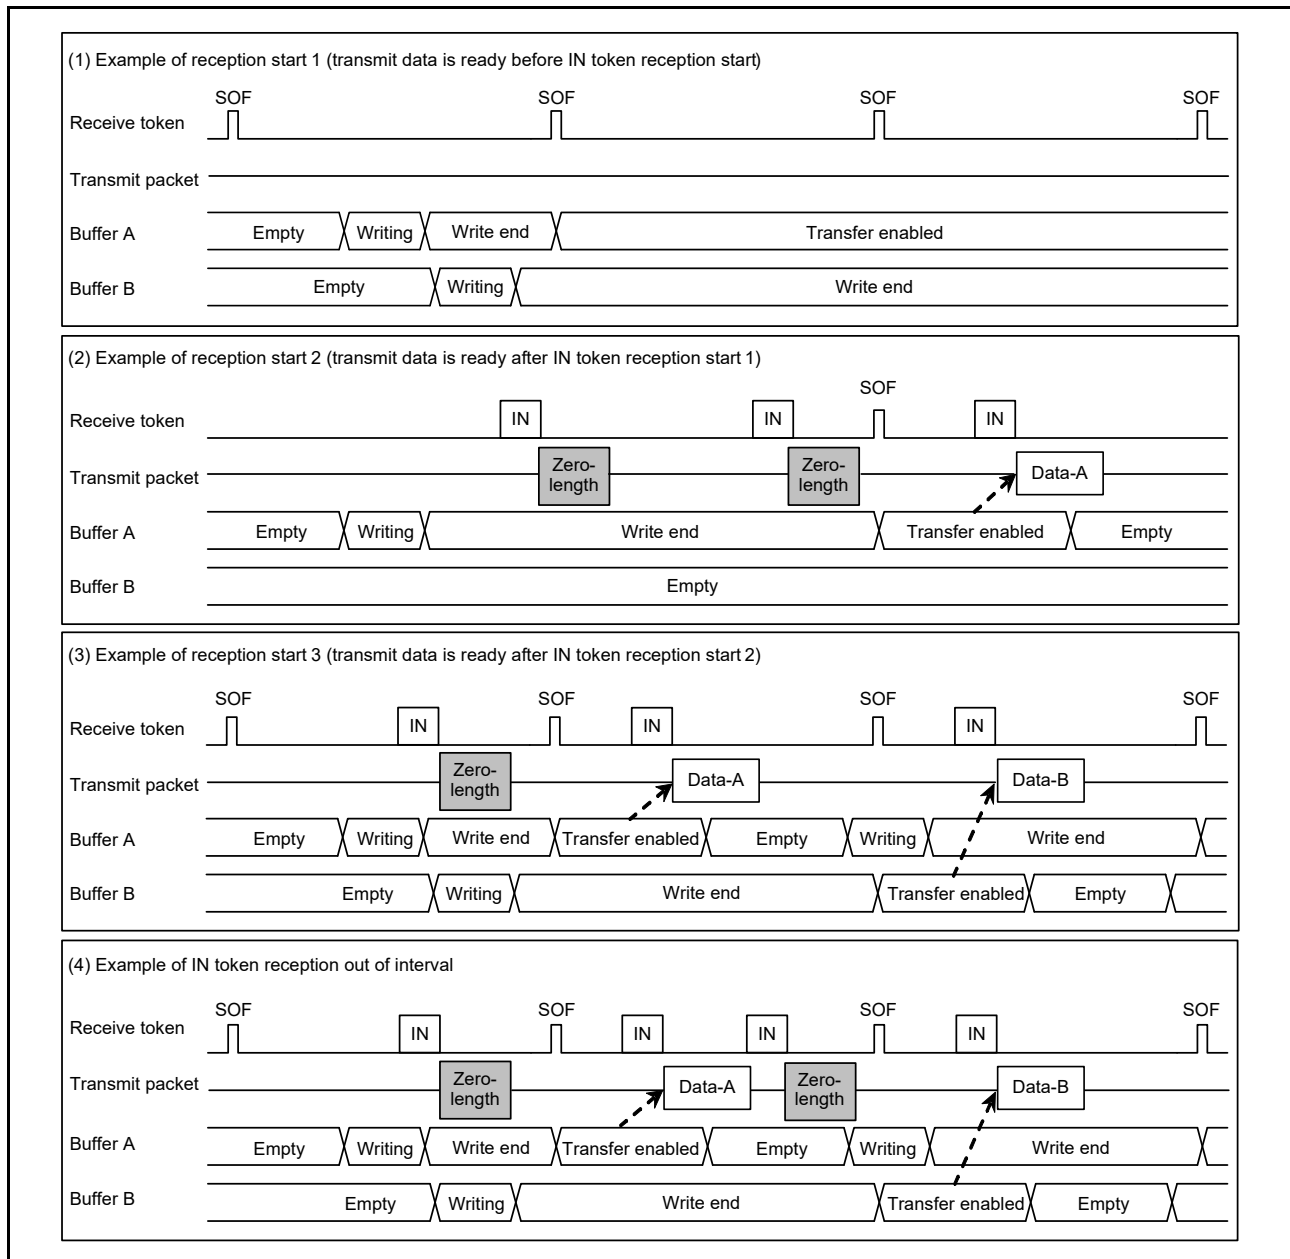 (1) Example of reception start 1 (transmit data is ready before IN token reception start)
SOF SOF SOF SOF
Receive token
Transmit packet
Buffer A Empty Writing Write end Transfer enabled
Buffer B Empty Writing Write end
(2) Example of reception start 2 (transmit data is ready after IN token reception start 1)
SOF
Receive token IN IN IN
Transmit packet Zero-length Zero-length Data-A
Buffer A Empty Writing Write end Transfer enabled Empty
Buffer B Empty
(3) Example of reception start 3 (transmit data is ready after IN token reception start 2)
SOF SOF SOF SOF
Receive token IN IN IN
Transmit packet Zero-length Data-A Data-B
Buffer A Empty Writing Write end Transfer enabled Empty Writing Write end
Buffer B Empty Writing Write end Transfer enabled Empty
(4) Example of IN token reception out of interval
SOF SOF SOF SOF
Receive token IN IN IN IN
Transmit packet Zero-length Data-A Zero-length Data-B
Buffer A Empty Writing Write end Transfer enabled Empty Writing Write end
Buffer B Empty Writing Write end Transfer enabled Empty